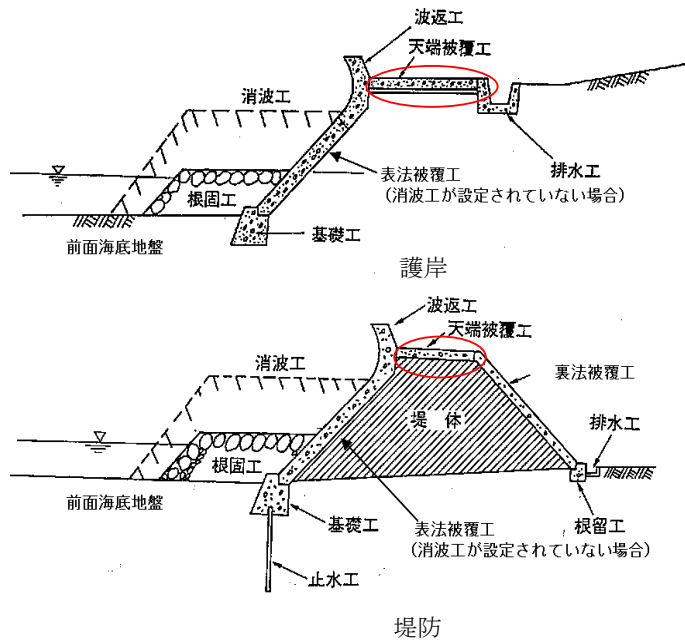 波返工
天端被覆工
消波工
排水工
表法被覆工
(消波工が設定されていない場合)
根固工
前面海底地盤
基礎工
護岸
波返工
天端被覆工
消波工
裏法被覆工
堤 体
排水工
根固工
前面海底地盤
基礎工
表法被覆工
(消波工が設定されていない場合)
根留工
止水工
堤防